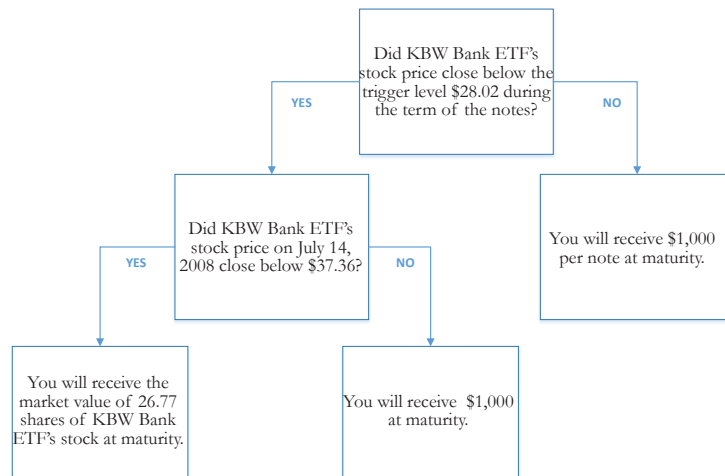 Did KBW Bank ETF's
stock price close below the
trigger level $28.02 during
the term of the notes?
YES
NO
Did KBW Bank ETF's
stock price on July 14,
2008 close below $37.36?
You will receive $1,000
per note at maturity.
YES
NO
You will receive the
market value of 26.77
shares of KBW Bank
ETF's stock at maturity.
You will receive $1,000
at maturity.